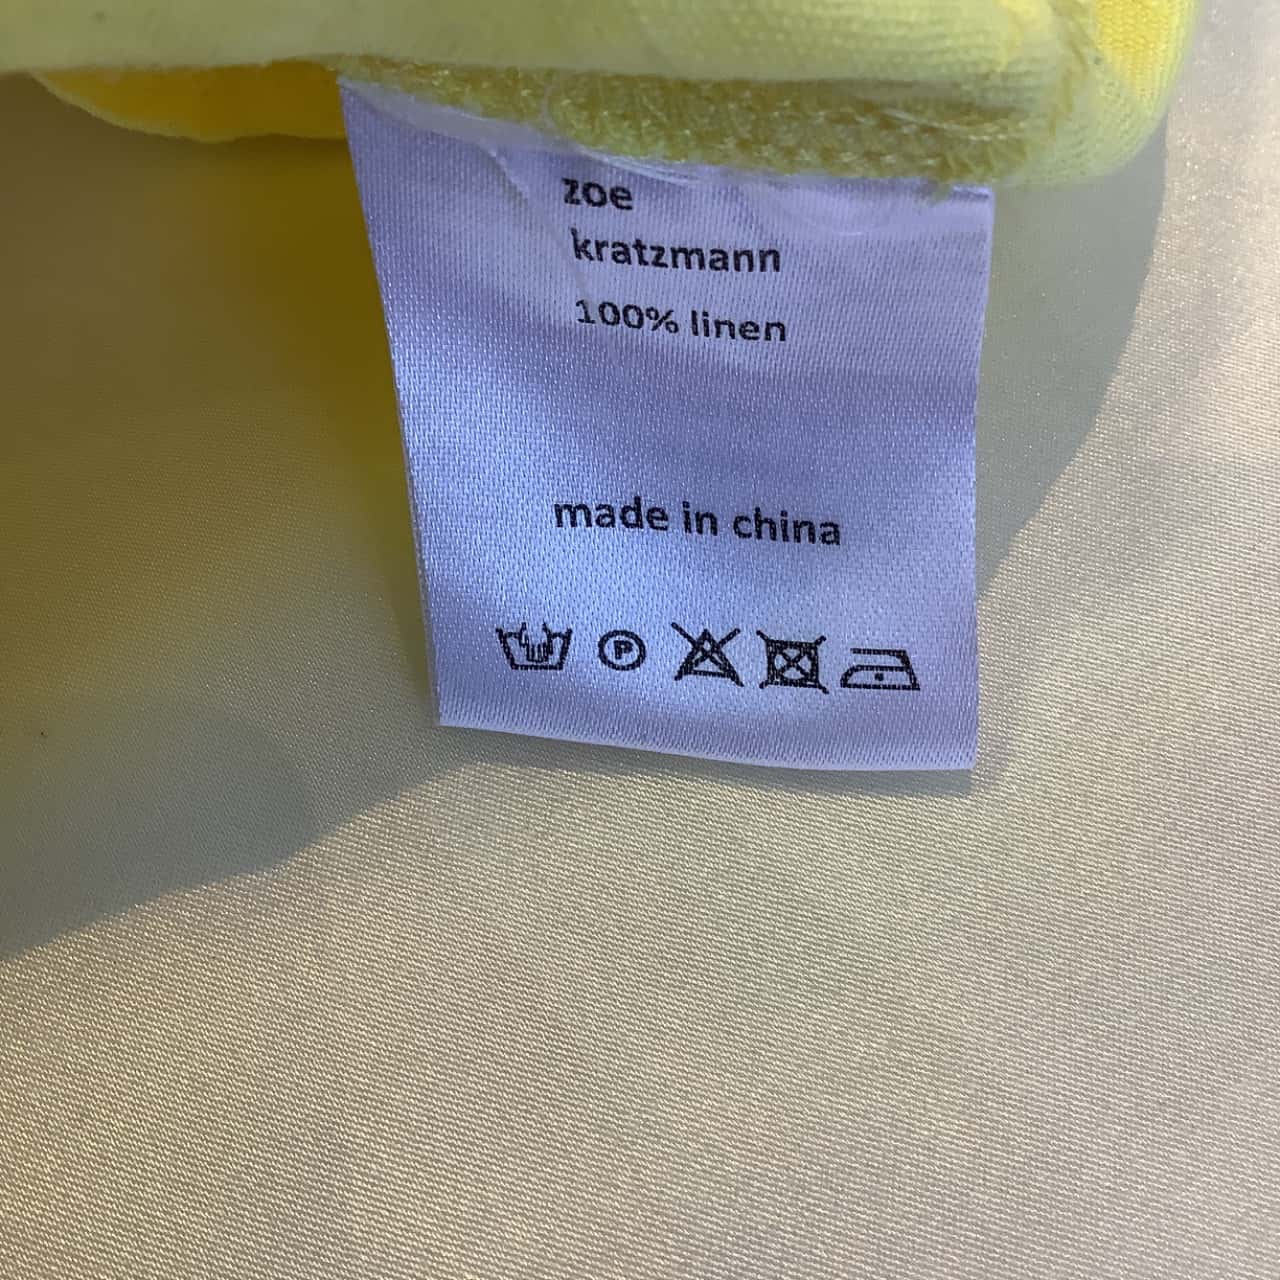 zoe
kratzmann
100% linen
made in china
P